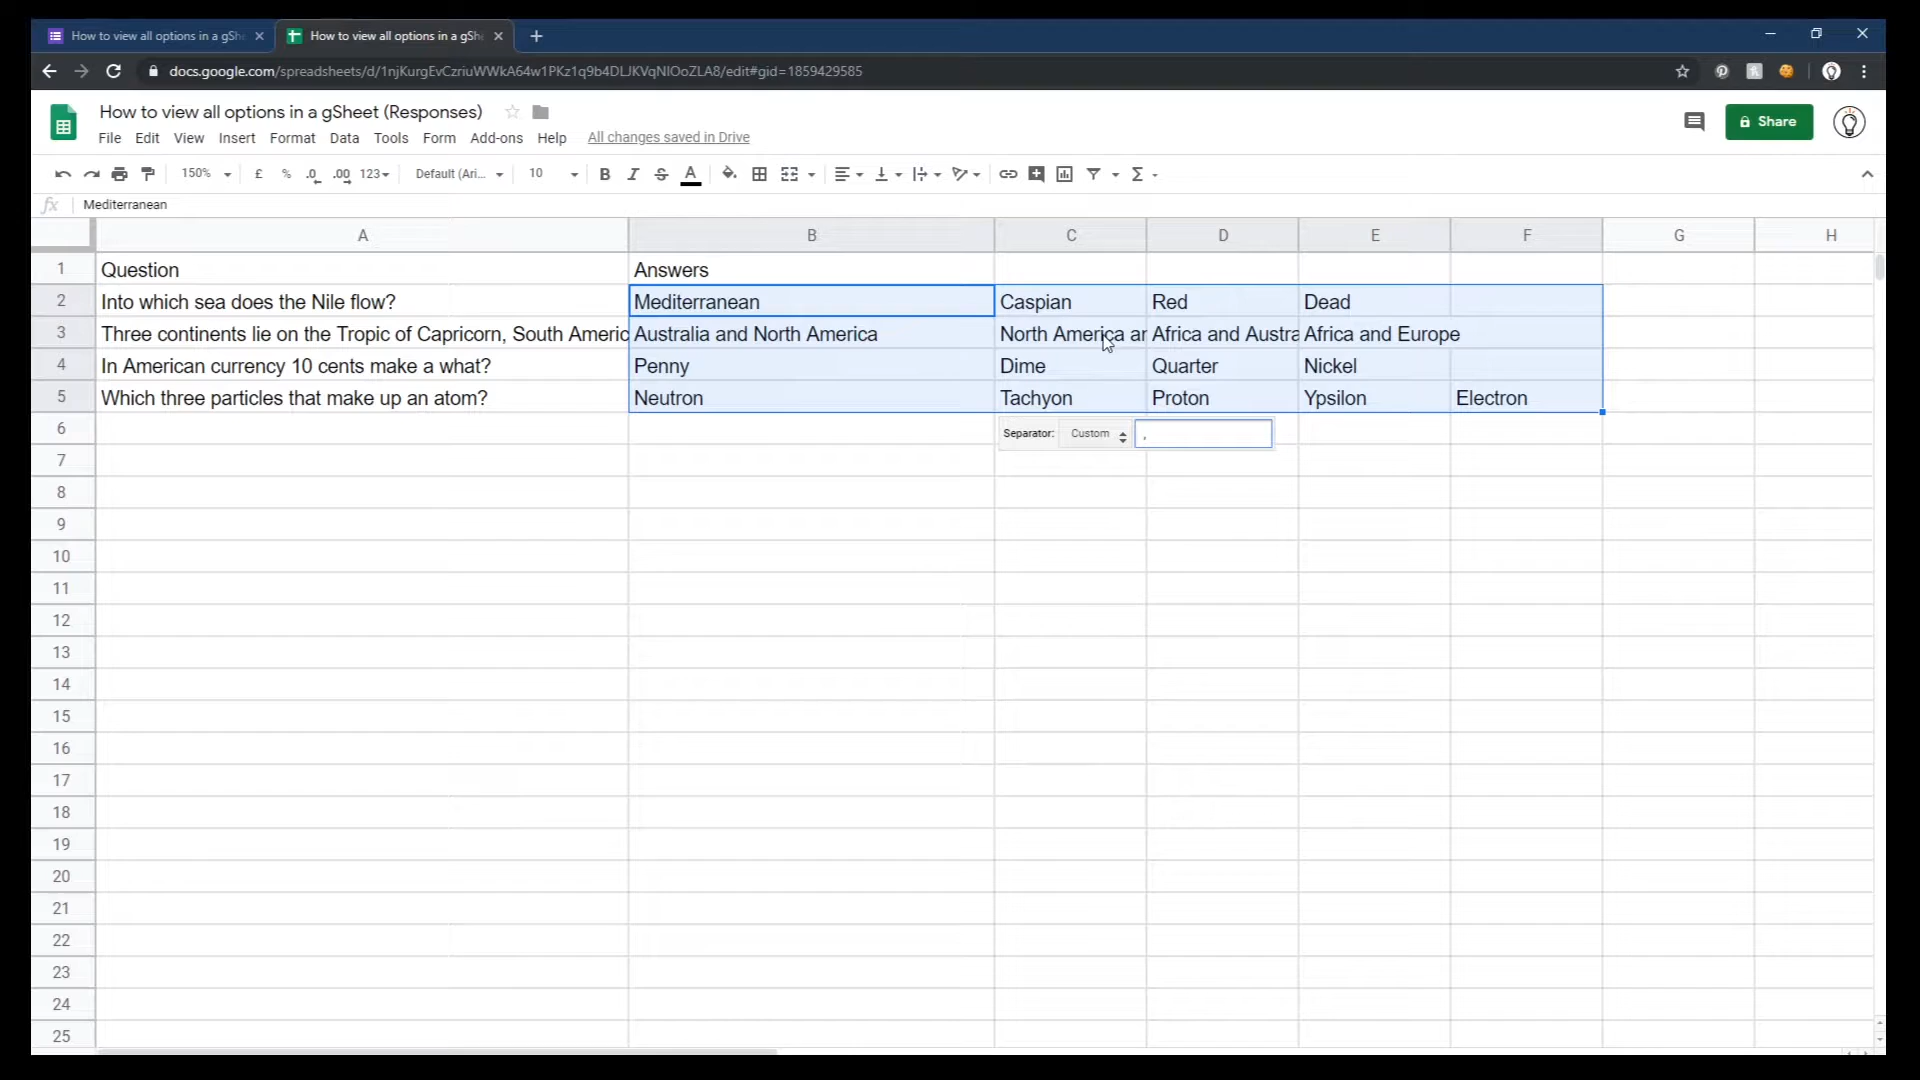 How to view all options in a gShe
How to view all options in a gShe
docs.google.com/spreadsheets/d/1njKurgEvCzriuWWkA64w1PKz1q9b4DLJKVqNlOoZLA8/edit#gid=1859429585
How to view all options in a gSheet (Responses)
Share
File Edit View Insert Format Data Tools Form Add-ons Help All changes saved in Drive
150% £ % .0 .00 123 Default (Ari... 10 B I S A Σ
fx Mediterranean
A B C D E F G H
1 Question Answers
2 Into which sea does the Nile flow? Mediterranean Caspian Red Dead
3 Three continents lie on the Tropic of Capricorn, South Americ Australia and North America North America ar Africa and Austra Africa and Europe
4 In American currency 10 cents make a what? Penny Dime Quarter Nickel
5 Which three particles that make up an atom? Neutron Tachyon Proton Ypsilon Electron
6 Separator: Custom ,
7
8
9
10
11
12
13
14
15
16
17
18
19
20
21
22
23
24
25